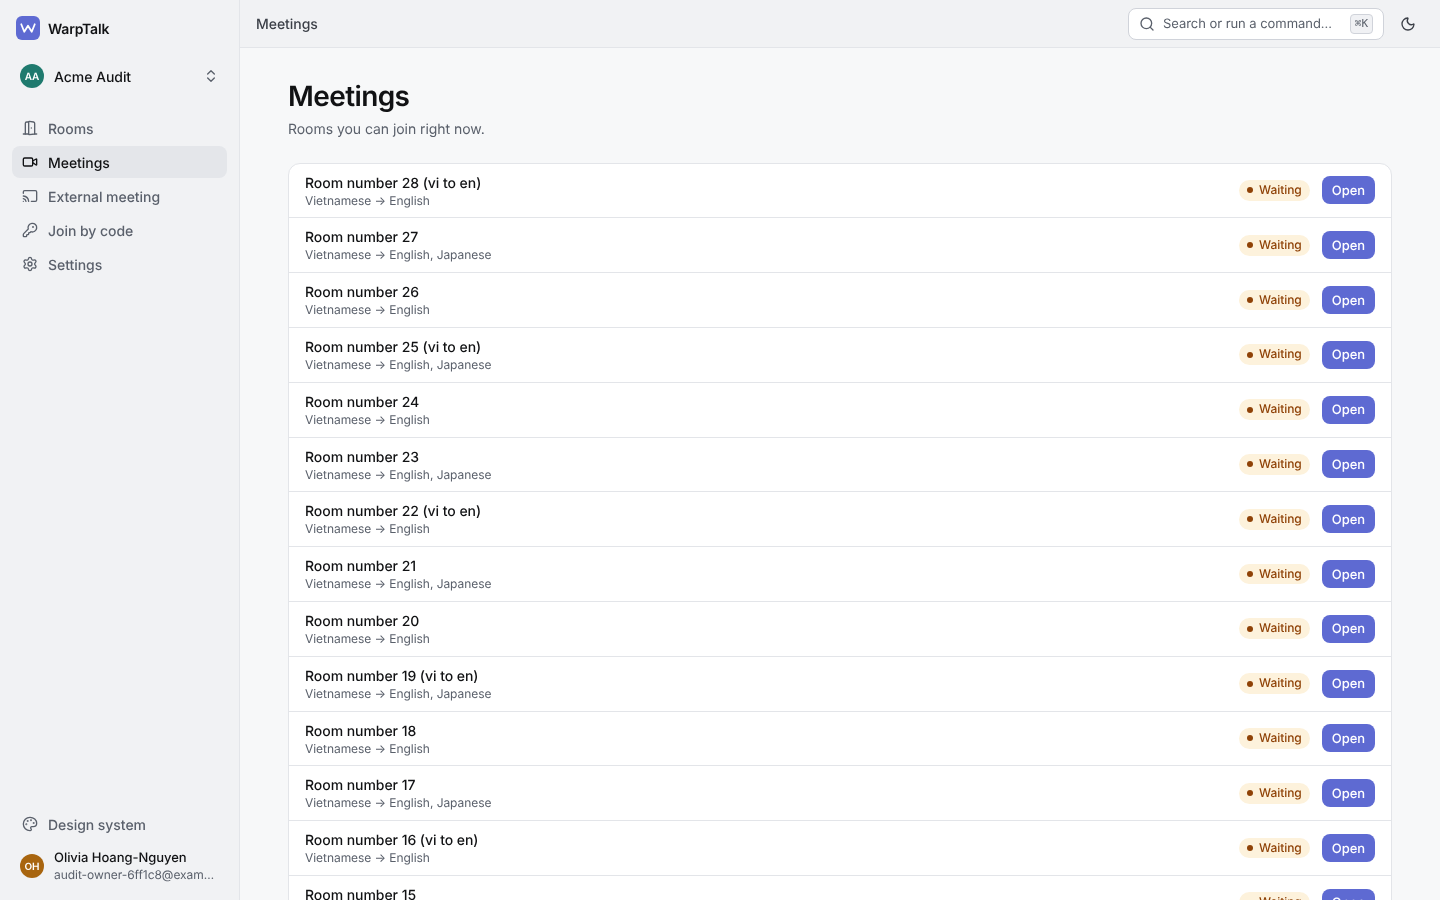 WarpTalk
Meetings
Search or run a command...
⌘K
AA
Acme Audit
Rooms
Meetings
External meeting
Join by code
Settings
Meetings
Rooms you can join right now.
Room number 28 (vi to en)
Vietnamese → English
Waiting
Open
Room number 27
Vietnamese → English, Japanese
Waiting
Open
Room number 26
Vietnamese → English
Waiting
Open
Room number 25 (vi to en)
Vietnamese → English, Japanese
Waiting
Open
Room number 24
Vietnamese → English
Waiting
Open
Room number 23
Vietnamese → English, Japanese
Waiting
Open
Room number 22 (vi to en)
Vietnamese → English
Waiting
Open
Room number 21
Vietnamese → English, Japanese
Waiting
Open
Room number 20
Vietnamese → English
Waiting
Open
Room number 19 (vi to en)
Vietnamese → English, Japanese
Waiting
Open
Room number 18
Vietnamese → English
Waiting
Open
Room number 17
Vietnamese → English, Japanese
Waiting
Open
Room number 16 (vi to en)
Vietnamese → English
Waiting
Open
Room number 15
Waiting
Design system
OH
Olivia Hoang-Nguyen
audit-owner-6ff1c8@exam...